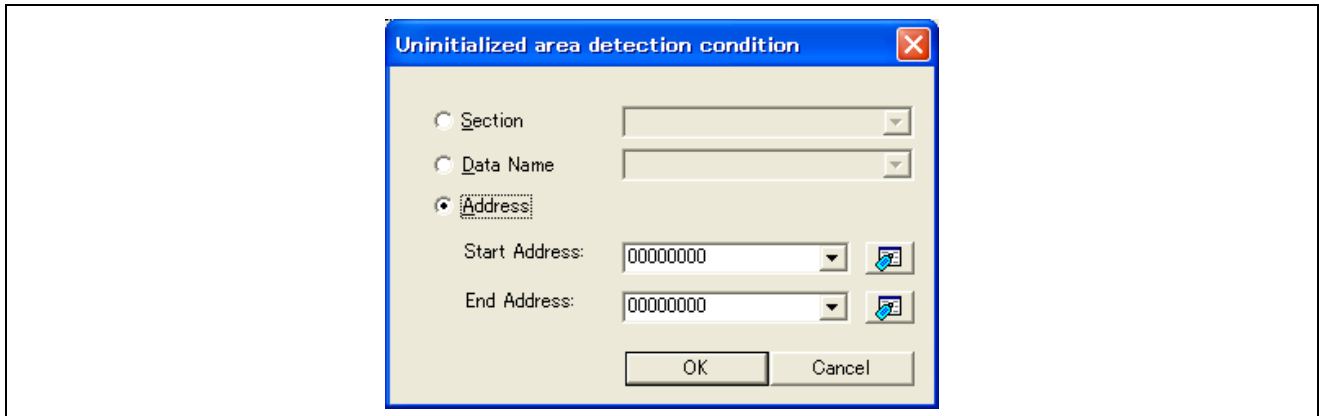 Uninitialized area detection condition
Section
Data Name
Address
Start Address: 00000000
End Address: 00000000
OK Cancel